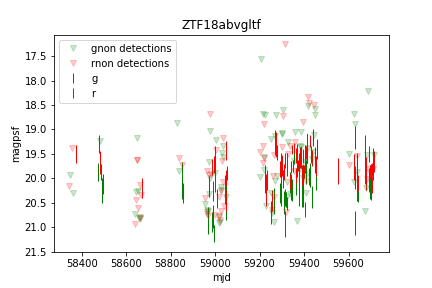 ZTF18abvgltf
gnon detections
rnon detections
g
r
magpsf
17.5
18.0
18.5
19.0
19.5
20.0
20.5
21.0
21.5
58400
58600
58800
59000
59200
59400
59600
mjd